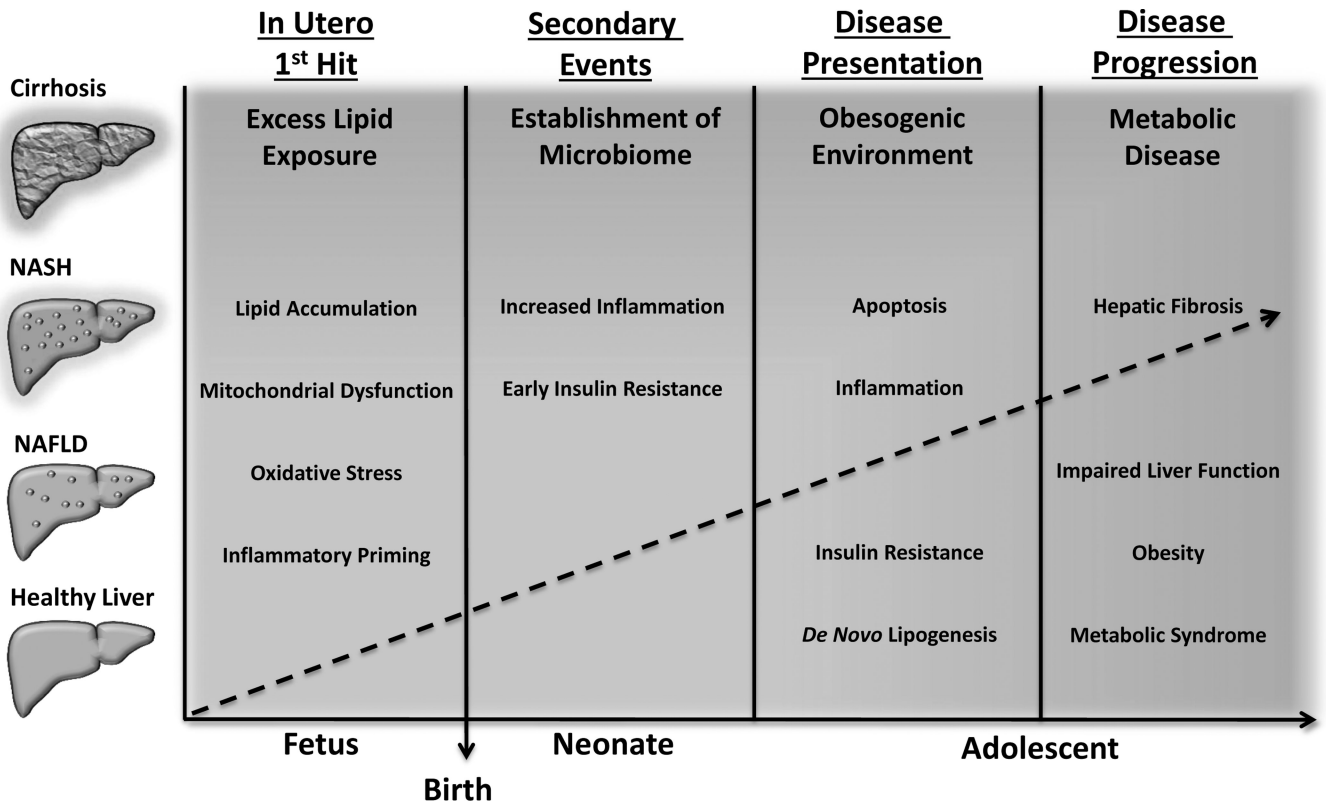 In Utero
1st Hit
Secondary
Events
Disease
Presentation
Disease
Progression
Cirrhosis
NASH
NAFLD
Healthy Liver
Excess Lipid
Exposure
Lipid Accumulation
Mitochondrial Dysfunction
Oxidative Stress
Inflammatory Priming
Establishment of
Microbiome
Increased Inflammation
Early Insulin Resistance
Obesogenic
Environment
Apoptosis
Inflammation
Insulin Resistance
De Novo Lipogenesis
Metabolic
Disease
Hepatic Fibrosis
Impaired Liver Function
Obesity
Metabolic Syndrome
Fetus
Neonate
Adolescent
Birth